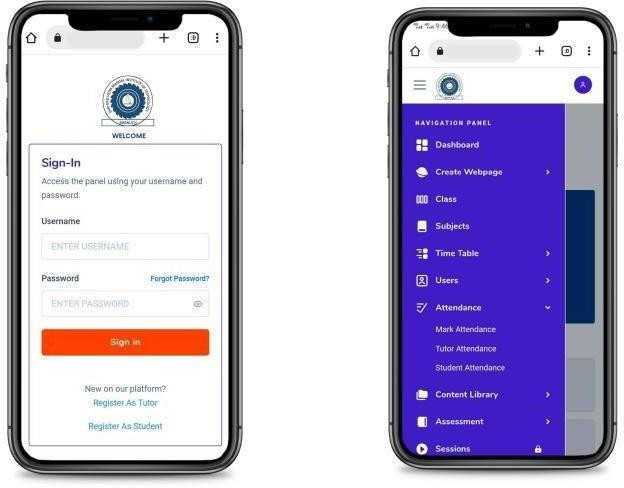 :D
WELCOME
Sign-In
Access the panel using your username and
password.
Username
ENTER USERNAME
Password
Forgot Password?
ENTER PASSWORD
Sign in
New on our platform?
Register As Tutor
Register As Student
:D
NAVIGATION PANEL
Dashboard
Create Webpage
Class
Subjects
Time Table
Users
Attendance
Mark Attendance
Tutor Attendance
Student Attendance
Content Library
Assessment
Sessions